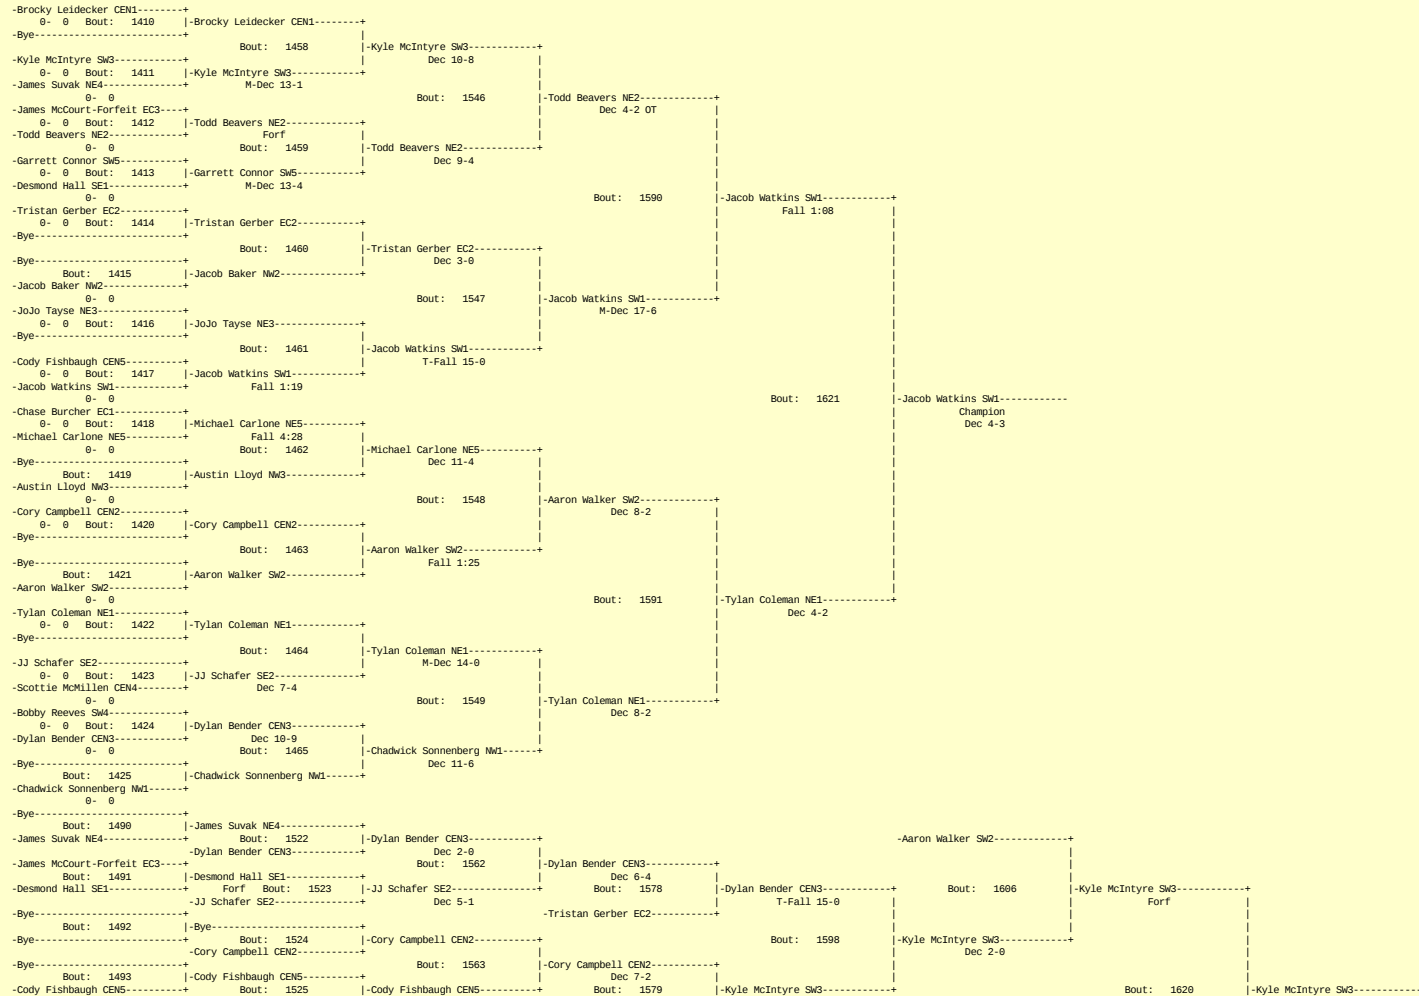 -Brocky Leidecker CEN1--------+
0-  0   Bout:   1410      |-Brocky Leidecker CEN1--------+
-Bye--------------------------+                              |
Bout:   1458      |-Kyle McIntyre SW3------------+
-Kyle McIntyre SW3------------+                              |           Dec 10-8           |
0-  0   Bout:   1411      |-Kyle McIntyre SW3------------+                              |
-James Suvak NE4--------------+          M-Dec 13-1                                         |
0-  0                                                    Bout:   1546      |-Todd Beavers NE2-------------+
-James McCourt-Forfeit EC3----+                                                             |         Dec 4-2 OT           |
0-  0   Bout:   1412      |-Todd Beavers NE2-------------+                              |                              |
-Todd Beavers NE2-------------+             Forf             |                              |                              |
0-  0                     Bout:   1459      |-Todd Beavers NE2-------------+                              |
-Garrett Connor SW5-----------+                              |            Dec 9-4                                          |
0-  0   Bout:   1413      |-Garrett Connor SW5-----------+                                                             |
-Desmond Hall SE1-------------+          M-Dec 13-4                                                                        |
0-  0                                                                                   Bout:   1590      |-Jacob Watkins SW1------------+
-Tristan Gerber EC2-----------+                                                                                            |          Fall 1:08           |
0-  0   Bout:   1414      |-Tristan Gerber EC2-----------+                                                             |                              |
-Bye--------------------------+                              |                                                             |                              |
Bout:   1460      |-Tristan Gerber EC2-----------+                              |                              |
-Bye--------------------------+                              |            Dec 3-0           |                              |                              |
Bout:   1415      |-Jacob Baker NW2--------------+                              |                              |                              |
-Jacob Baker NW2--------------+                                                             |                              |                              |
0-  0                                                    Bout:   1547      |-Jacob Watkins SW1------------+                              |
-JoJo Tayse NE3---------------+                                                             |         M-Dec 17-6                                          |
0-  0   Bout:   1416      |-JoJo Tayse NE3---------------+                              |                                                             |
-Bye--------------------------+                              |                              |                                                             |
Bout:   1461      |-Jacob Watkins SW1------------+                                                             |
-Cody Fishbaugh CEN5----------+                              |          T-Fall 15-0                                                                       |
0-  0   Bout:   1417      |-Jacob Watkins SW1------------+                                                                                            |
-Jacob Watkins SW1------------+           Fall 1:19                                                                                                       |
0-  0                                                                                                                  Bout:   1621      |-Jacob Watkins SW1------------
-Chase Burcher EC1------------+                                                                                                                           |           Champion
0-  0   Bout:   1418      |-Michael Carlone NE5----------+                                                                                            |            Dec 4-3
-Michael Carlone NE5----------+           Fall 4:28          |                                                                                            |
0-  0                     Bout:   1462      |-Michael Carlone NE5----------+                                                             |
-Bye--------------------------+                              |           Dec 11-4           |                                                             |
Bout:   1419      |-Austin Lloyd NW3-------------+                              |                                                             |
-Austin Lloyd NW3-------------+                                                             |                                                             |
0-  0                                                    Bout:   1548      |-Aaron Walker SW2-------------+                              |
-Cory Campbell CEN2-----------+                                                             |           Dec 8-2            |                              |
0-  0   Bout:   1420      |-Cory Campbell CEN2-----------+                              |                              |                              |
-Bye--------------------------+                              |                              |                              |                              |
Bout:   1463      |-Aaron Walker SW2-------------+                              |                              |
-Bye--------------------------+                              |           Fall 1:25                                         |                              |
Bout:   1421      |-Aaron Walker SW2-------------+                                                             |                              |
-Aaron Walker SW2-------------+                                                                                            |                              |
0-  0                                                                                   Bout:   1591      |-Tylan Coleman NE1------------+
-Tylan Coleman NE1------------+                                                                                            |           Dec 4-2
0-  0   Bout:   1422      |-Tylan Coleman NE1------------+                                                             |
-Bye--------------------------+                              |                                                             |
Bout:   1464      |-Tylan Coleman NE1------------+                              |
-JJ Schafer SE2---------------+                              |          M-Dec 14-0          |                              |
0-  0   Bout:   1423      |-JJ Schafer SE2---------------+                              |                              |
-Scottie McMillen CEN4--------+            Dec 7-4                                          |                              |
0-  0                                                    Bout:   1549      |-Tylan Coleman NE1------------+
-Bobby Reeves SW4-------------+                                                             |           Dec 8-2
0-  0   Bout:   1424      |-Dylan Bender CEN3------------+                              |
-Dylan Bender CEN3------------+           Dec 10-9           |                              |
0-  0                     Bout:   1465      |-Chadwick Sonnenberg NW1------+
-Bye--------------------------+                              |           Dec 11-6
Bout:   1425      |-Chadwick Sonnenberg NW1------+
-Chadwick Sonnenberg NW1------+
0-  0
-Bye--------------------------+
Bout:   1490      |-James Suvak NE4--------------+
-James Suvak NE4--------------+         Bout:   1522         |-Dylan Bender CEN3------------+                                                             -Aaron Walker SW2-------------+
-Dylan Bender CEN3------------+            Dec 2-0           |                                                                                            |
-James McCourt-Forfeit EC3----+                                      Bout:   1562         |-Dylan Bender CEN3------------+                                                             |
Bout:   1491      |-Desmond Hall SE1-------------+                              |           Dec 6-4            |                                                             |
-Desmond Hall SE1-------------+      Forf   Bout:   1523     |-JJ Schafer SE2---------------+        Bout:   1578          |-Dylan Bender CEN3------------+         Bout:   1606         |-Kyle McIntyre SW3------------+
-JJ Schafer SE2---------------+            Dec 5-1                                          |          T-Fall 15-0         |                              |             Forf             |
-Bye--------------------------+                                                              -Tristan Gerber EC2-----------+                              |                              |                              |
Bout:   1492      |-Bye--------------------------+                                                                                            |                              |                              |
-Bye--------------------------+         Bout:   1524         |-Cory Campbell CEN2-----------+                                        Bout:   1598         |-Kyle McIntyre SW3------------+                              |
-Cory Campbell CEN2-----------+                              |                                                             |            Dec 2-0                                          |
-Bye--------------------------+                                      Bout:   1563         |-Cory Campbell CEN2-----------+                              |                                                             |
Bout:   1493      |-Cody Fishbaugh CEN5----------+                              |           Dec 7-2            |                              |                                                             |
-Cody Fishbaugh CEN5----------+         Bout:   1525         |-Cody Fishbaugh CEN5----------+        Bout:   1579          |-Kyle McIntyre SW3------------+                                        Bout:   1620         |-Kyle McIntyre SW3------------